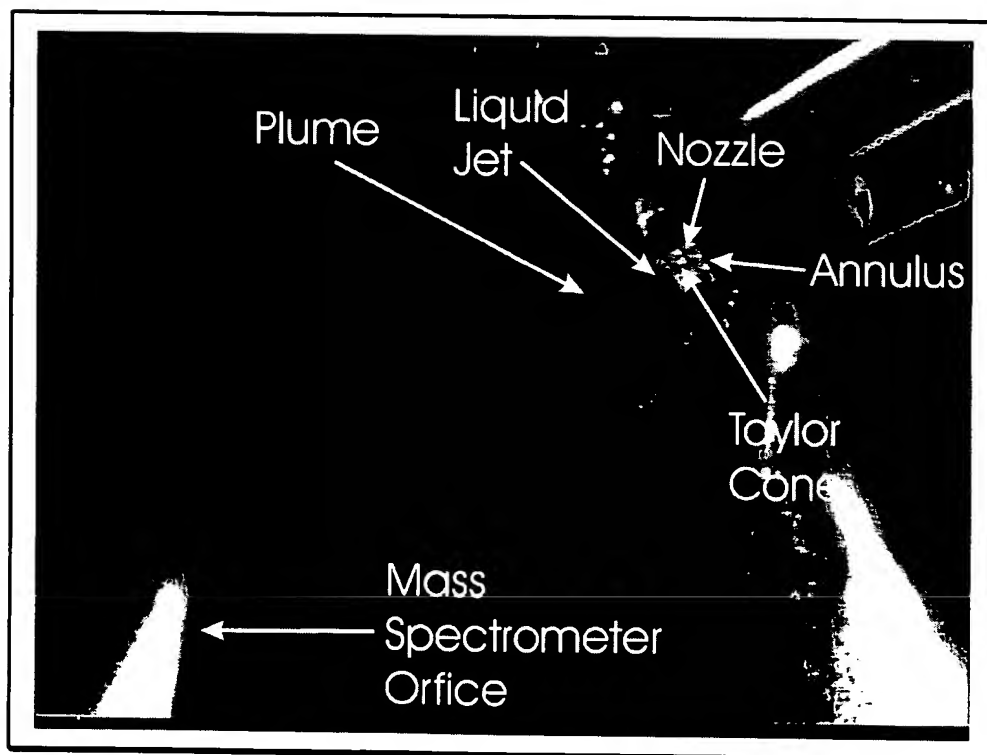 Plume
Liquid
Jet
Nozzle
Annulus
Taylor
Cone
Mass
Spectrometer
Orfice